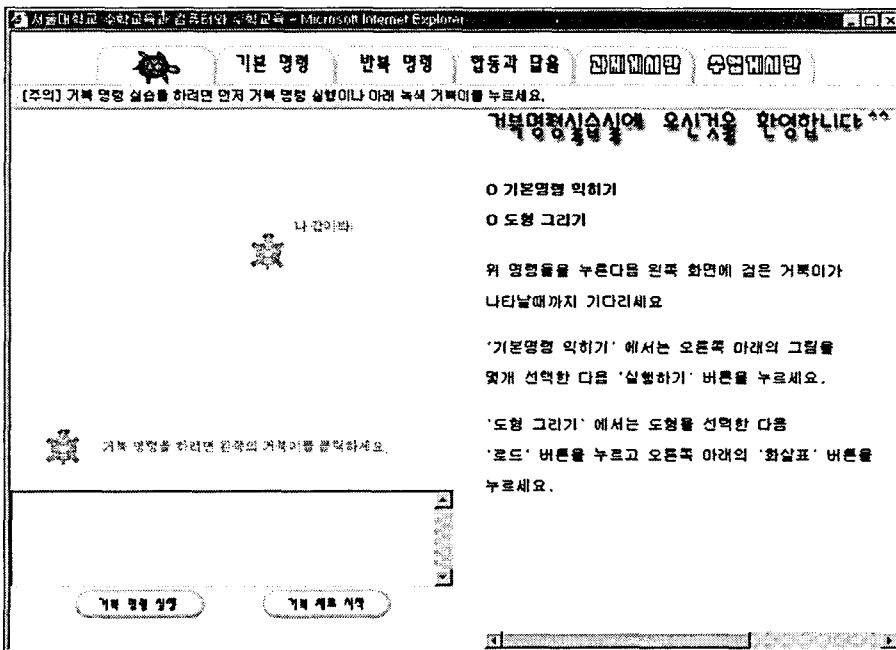 서울대학교 수학교육과 컴퓨터와 수학교육 - Microsoft Internet Explorer
기본 명령
반복 명령
합동과 닮음
과제게시판
수업게시판
[주의] 거북 명령 실습을 하려면 먼저 거북 명령 실행이나 아래 녹색 거북이를 누르세요.
거북명령실습실에 오신것을 환영합니다 ^^
O 기본명령 익히기
O 도형 그리기
나 잡아봐!
위 명령들을 누른다음 왼쪽 화면에 검은 거북이가
나타날때까지 기다리세요
'기본명령 익히기' 에서는 오른쪽 아래의 그림을
몇개 선택한 다음 '실행하기' 버튼을 누르세요.
거북 명령을 하려면 왼쪽의 거북이를 클릭하세요.
'도형 그리기' 에서는 도형을 선택한 다음
'로드' 버튼을 누르고 오른쪽 아래의 '화살표' 버튼을
누르세요.
거북 명령 실행
거북 새로 시작